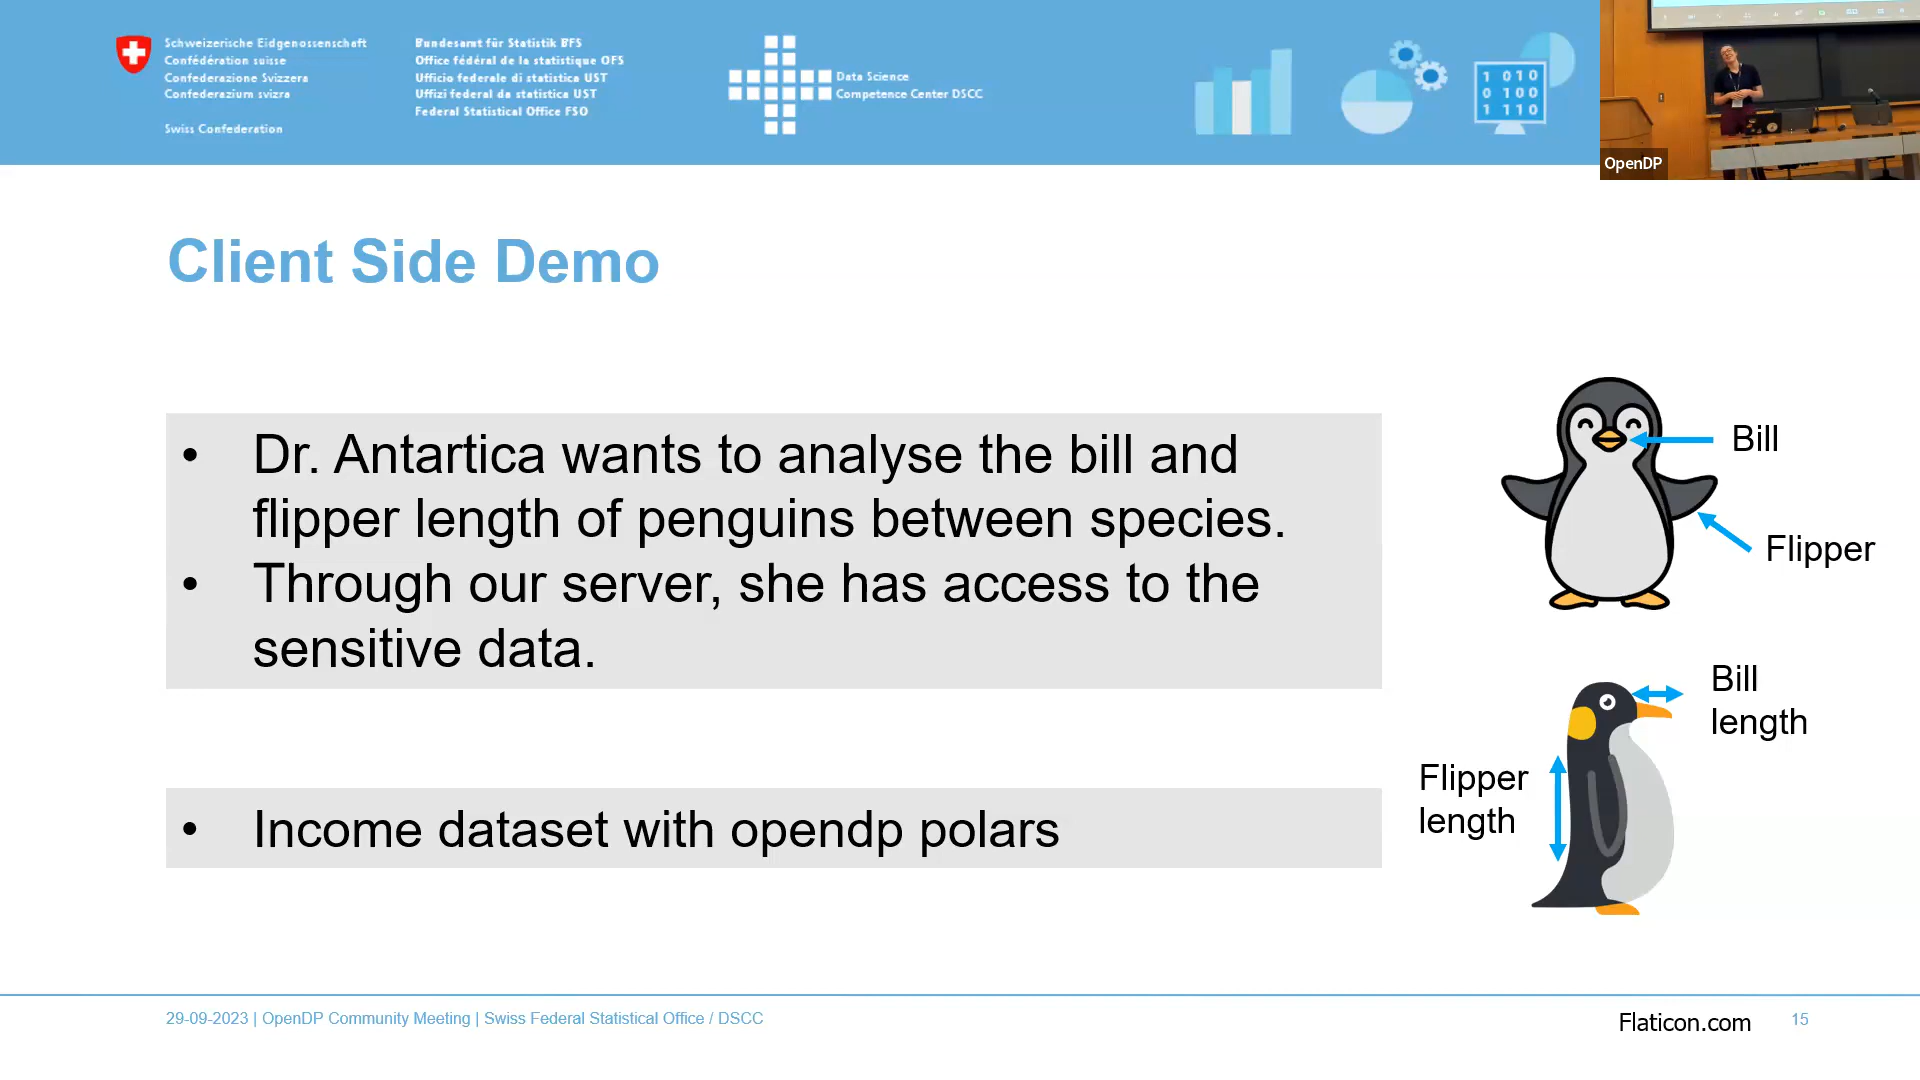 Schweizerische Eidgenossenschaft
Confédération suisse
Confederazione Svizzera
Confederaziun svizra
Swiss Confederation
Bundesamt für Statistik BFS
Office fédéral de la statistique OFS
Ufficio federale di statistica UST
Uffizi federal da statistica UST
Federal Statistical Office FSO
Data Science
Competence Center DSCC
1 010
0 100
1 110
OpenDP
Client Side Demo
• Dr. Antartica wants to analyse the bill and
flipper length of penguins between species.
• Through our server, she has access to the
sensitive data.
• Income dataset with opendp polars
Bill
Flipper
Bill
length
Flipper
length
29-09-2023 | OpenDP Community Meeting | Swiss Federal Statistical Office / DSCC
Flaticon.com
15